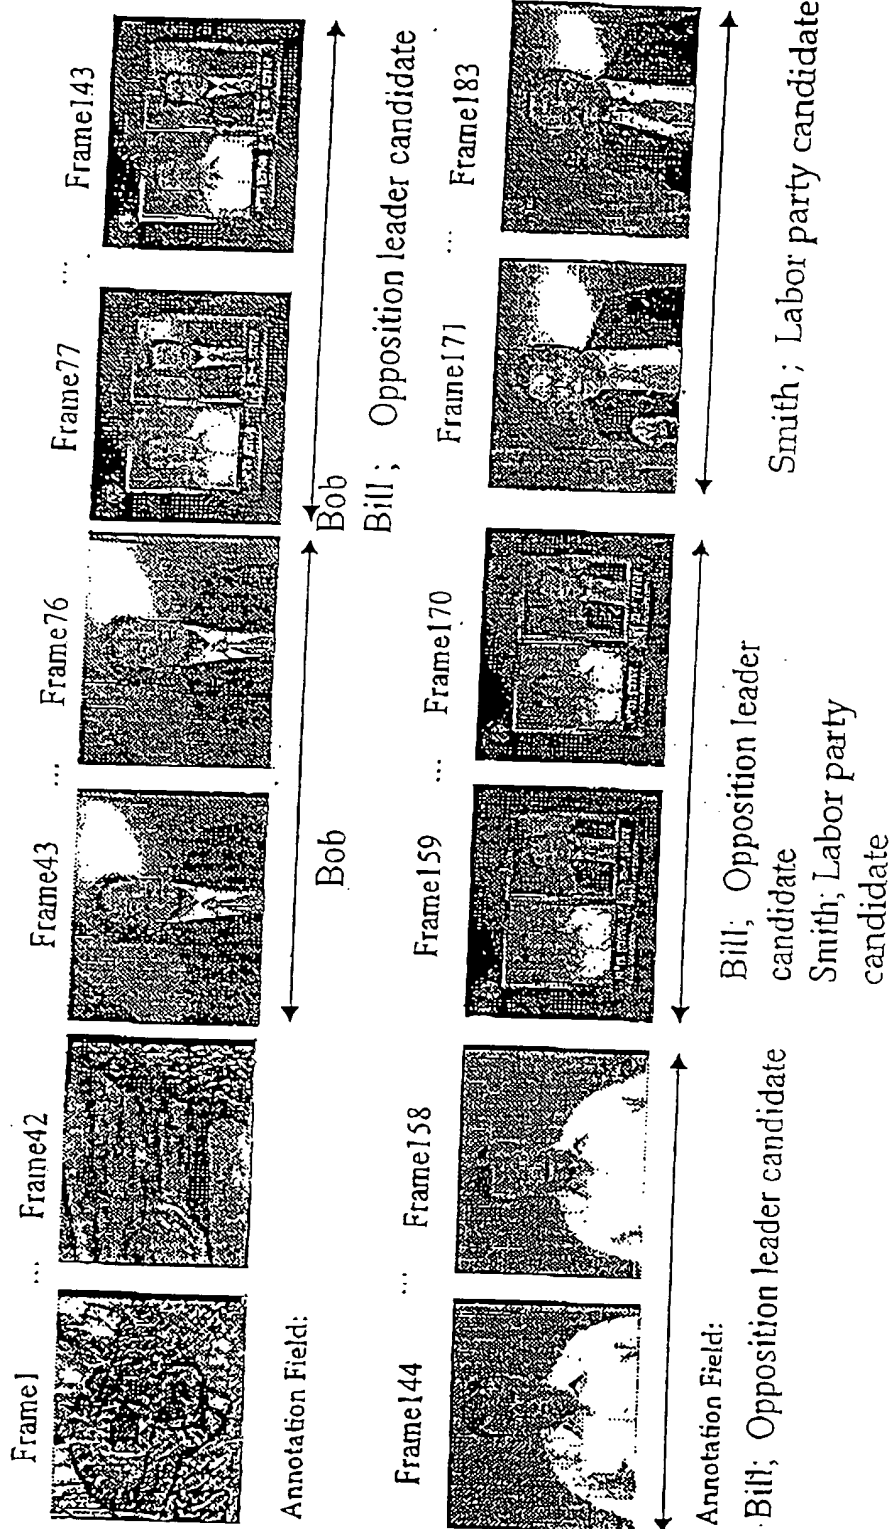 Frame1 ... Frame42 Frame43 ... Frame76 Frame77 ... Frame143
Annotation Field:
Bob
Bob
Bill; Opposition leader candidate
Frame144 ... Frame158 Frame159 ... Frame170 Frame171 ... Frame183
Annotation Field:
Bill; Opposition leader candidate
Bill; Opposition leader
candidate
Smith; Labor party
candidate
Smith; Labor party candidate